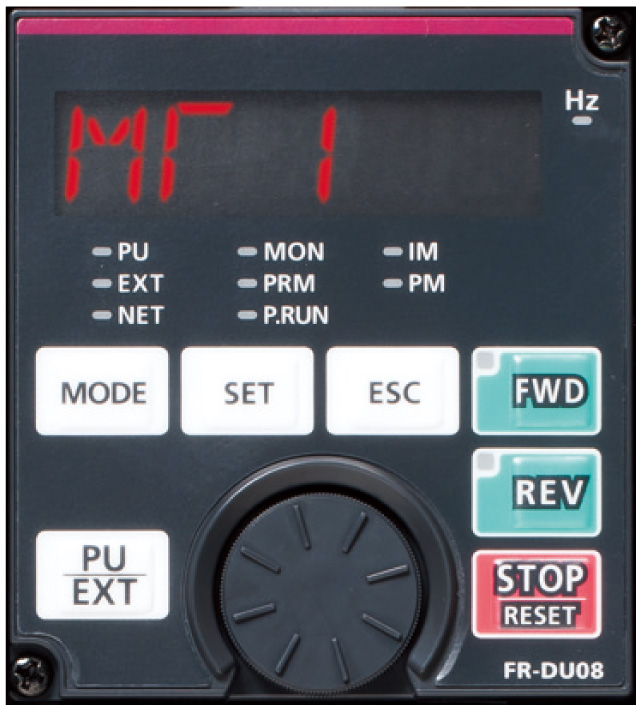 Hz
MT 1
PU MON IM
EXT PRM PM
NET P.RUN
MODE SET ESC FWD
REV
PU
EXT
STOP
RESET
FR-DU08